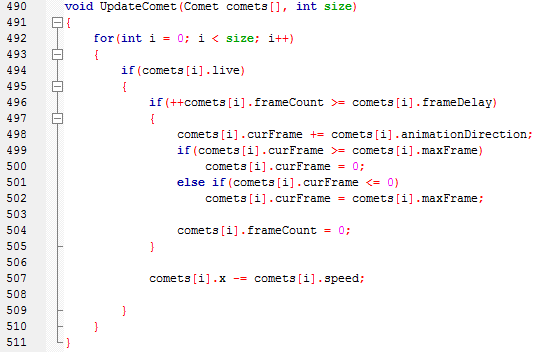 490 void UpdateComet(Comet comets[], int size)
491 {
492 for(int i = 0; i < size; i++)
493 {
494 if(comets[i].live)
495 {
496 if(++comets[i].frameCount >= comets[i].frameDelay)
497 {
498 comets[i].curFrame += comets[i].animationDirection;
499 if(comets[i].curFrame >= comets[i].maxFrame)
500 comets[i].curFrame = 0;
501 else if(comets[i].curFrame <= 0)
502 comets[i].curFrame = comets[i].maxFrame;
503
504 comets[i].frameCount = 0;
505 }
506
507 comets[i].x -= comets[i].speed;
508
509 }
510 }
511 }